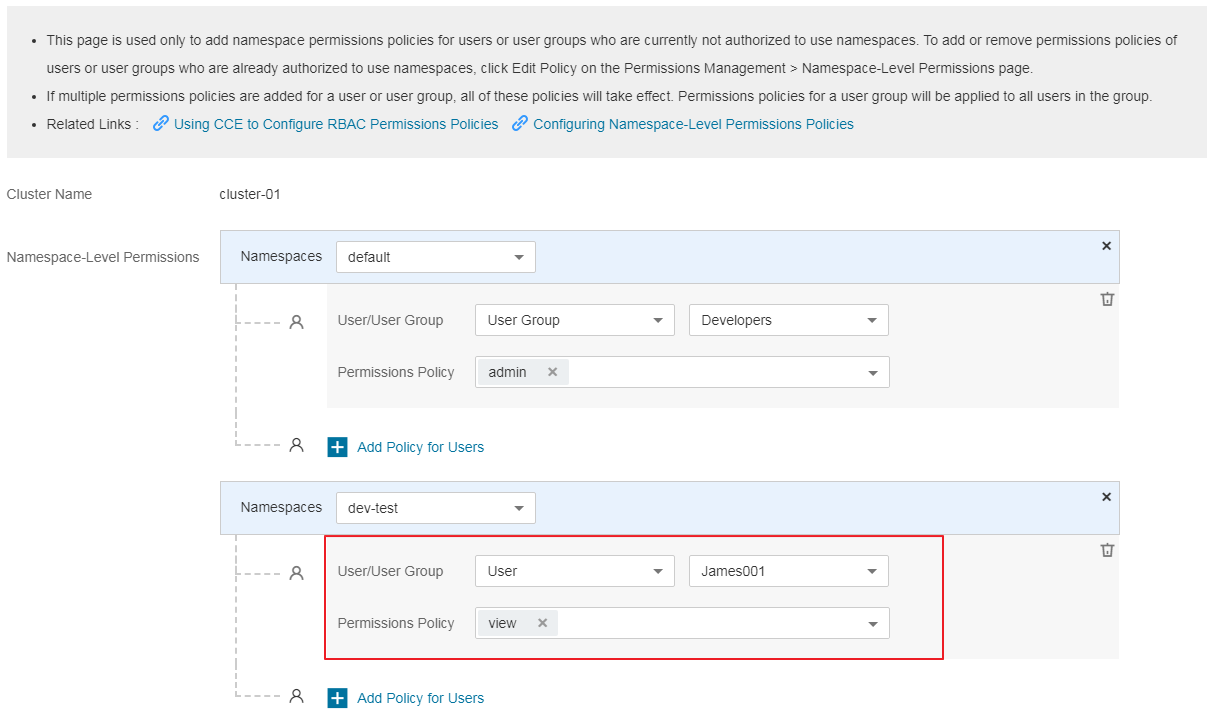 • This page is used only to add namespace permissions policies for users or user groups who are currently not authorized to use namespaces. To add or remove permissions policies of
users or user groups who are already authorized to use namespaces, click Edit Policy on the Permissions Management > Namespace-Level Permissions page.
• If multiple permissions policies are added for a user or user group, all of these policies will take effect. Permissions policies for a user group will be applied to all users in the group.
• Related Links : Using CCE to Configure RBAC Permissions Policies Configuring Namespace-Level Permissions Policies
Cluster Name cluster-01
Namespace-Level Permissions Namespaces default
User/User Group User Group Developers
Permissions Policy admin
Add Policy for Users
Namespaces dev-test
User/User Group User James001
Permissions Policy view
Add Policy for Users